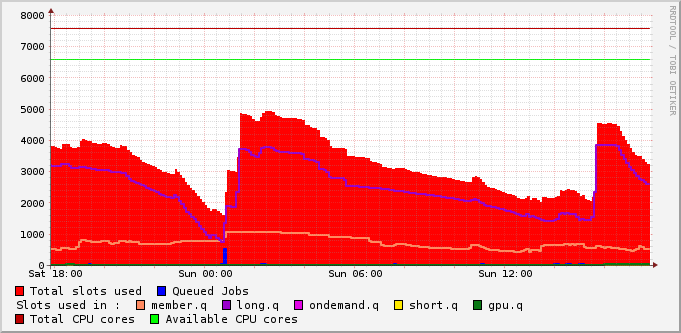 8000
7000
6000
5000
4000
3000
2000
1000
0
Sat 18:00 Sun 00:00 Sun 06:00 Sun 12:00
Total slots used Queued Jobs
Slots used in : member.q long.q ondemand.q short.q gpu.q
Total CPU cores Available CPU cores
RRDTOOL / TOBI OETIKER